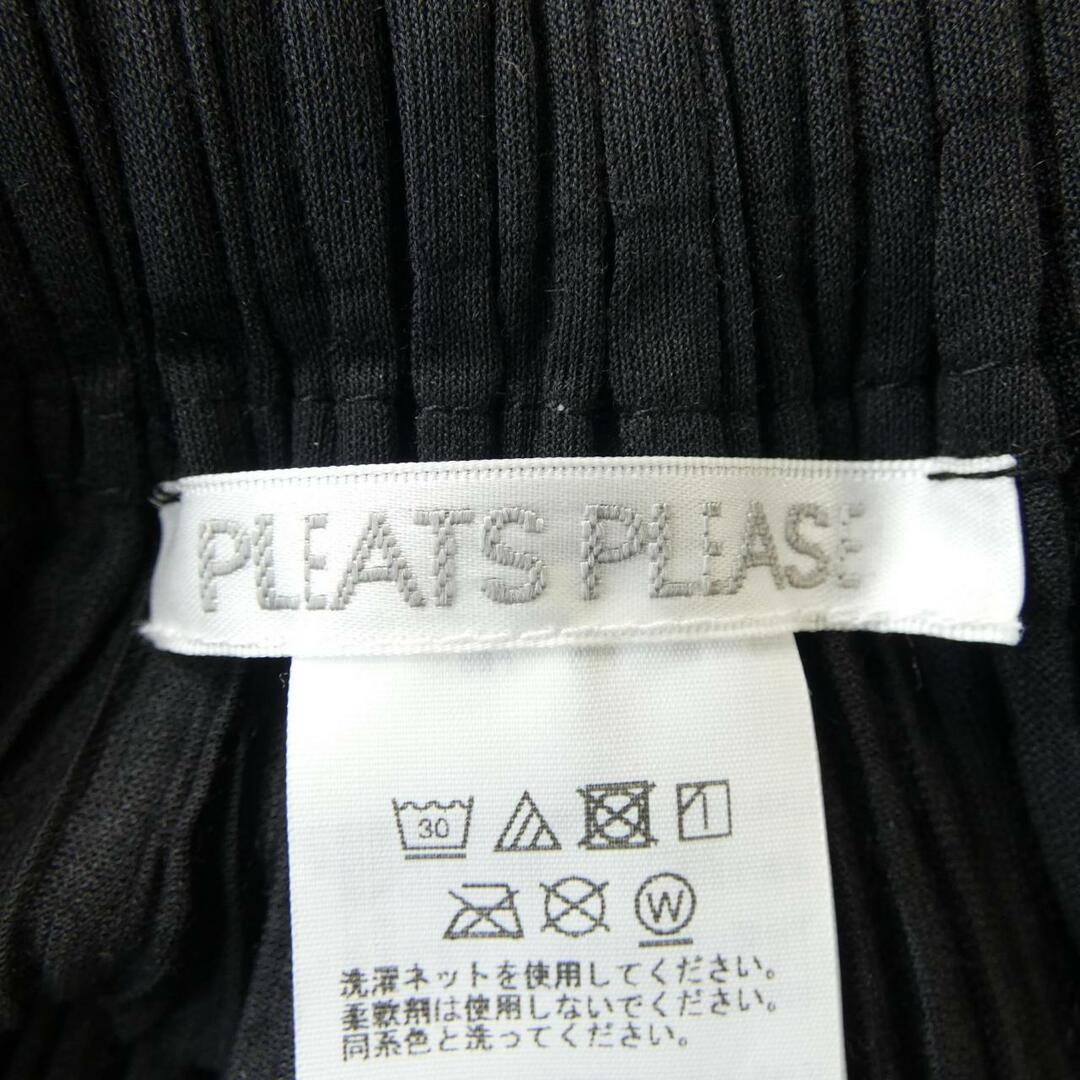 PLEATS PLEASE
30
W
洗濯ネットを使用してください。
柔軟剤は使用しないでください。
同系色と洗ってください。